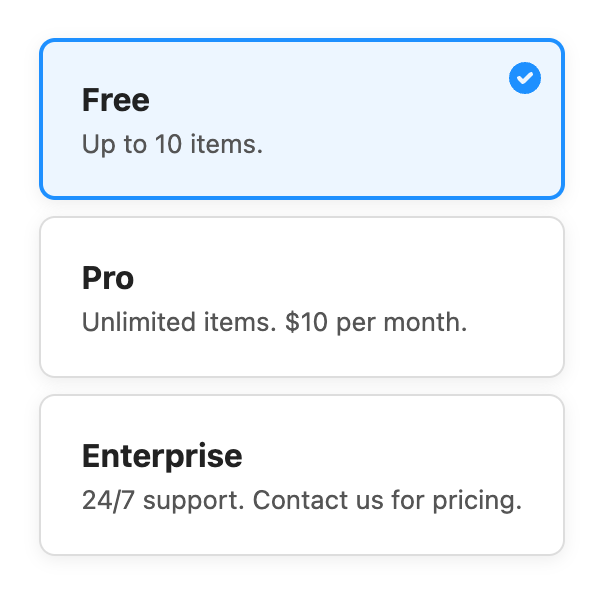 Free
Up to 10 items.
Pro
Unlimited items. $10 per month.
Enterprise
24/7 support. Contact us for pricing.